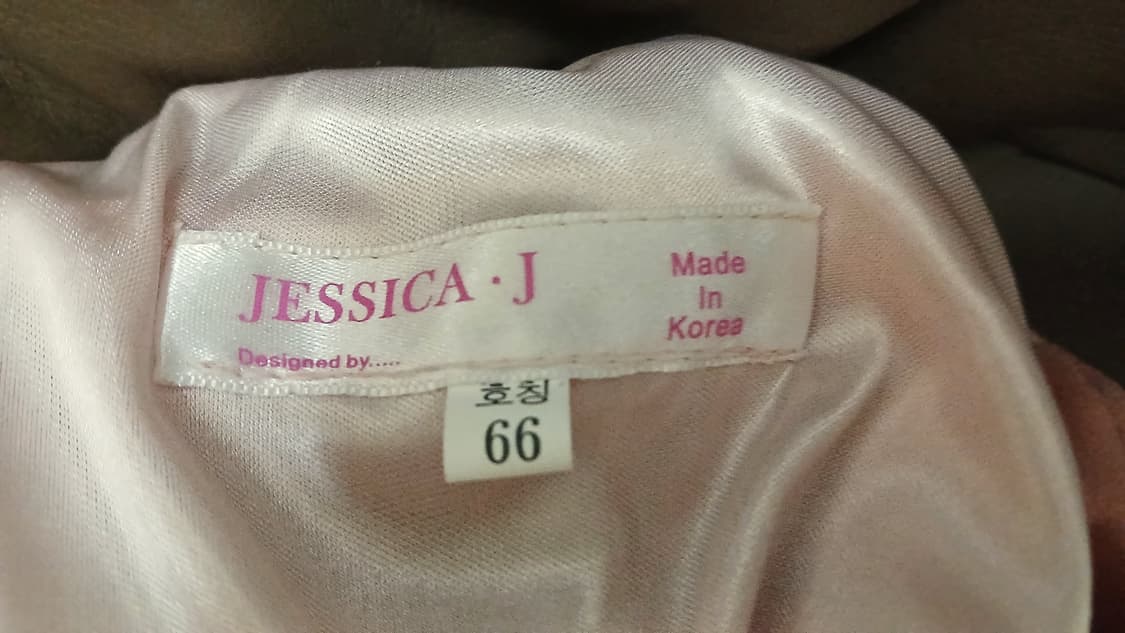 JESSICA · J
Designed by.....
Made
In
Korea
호칭
66